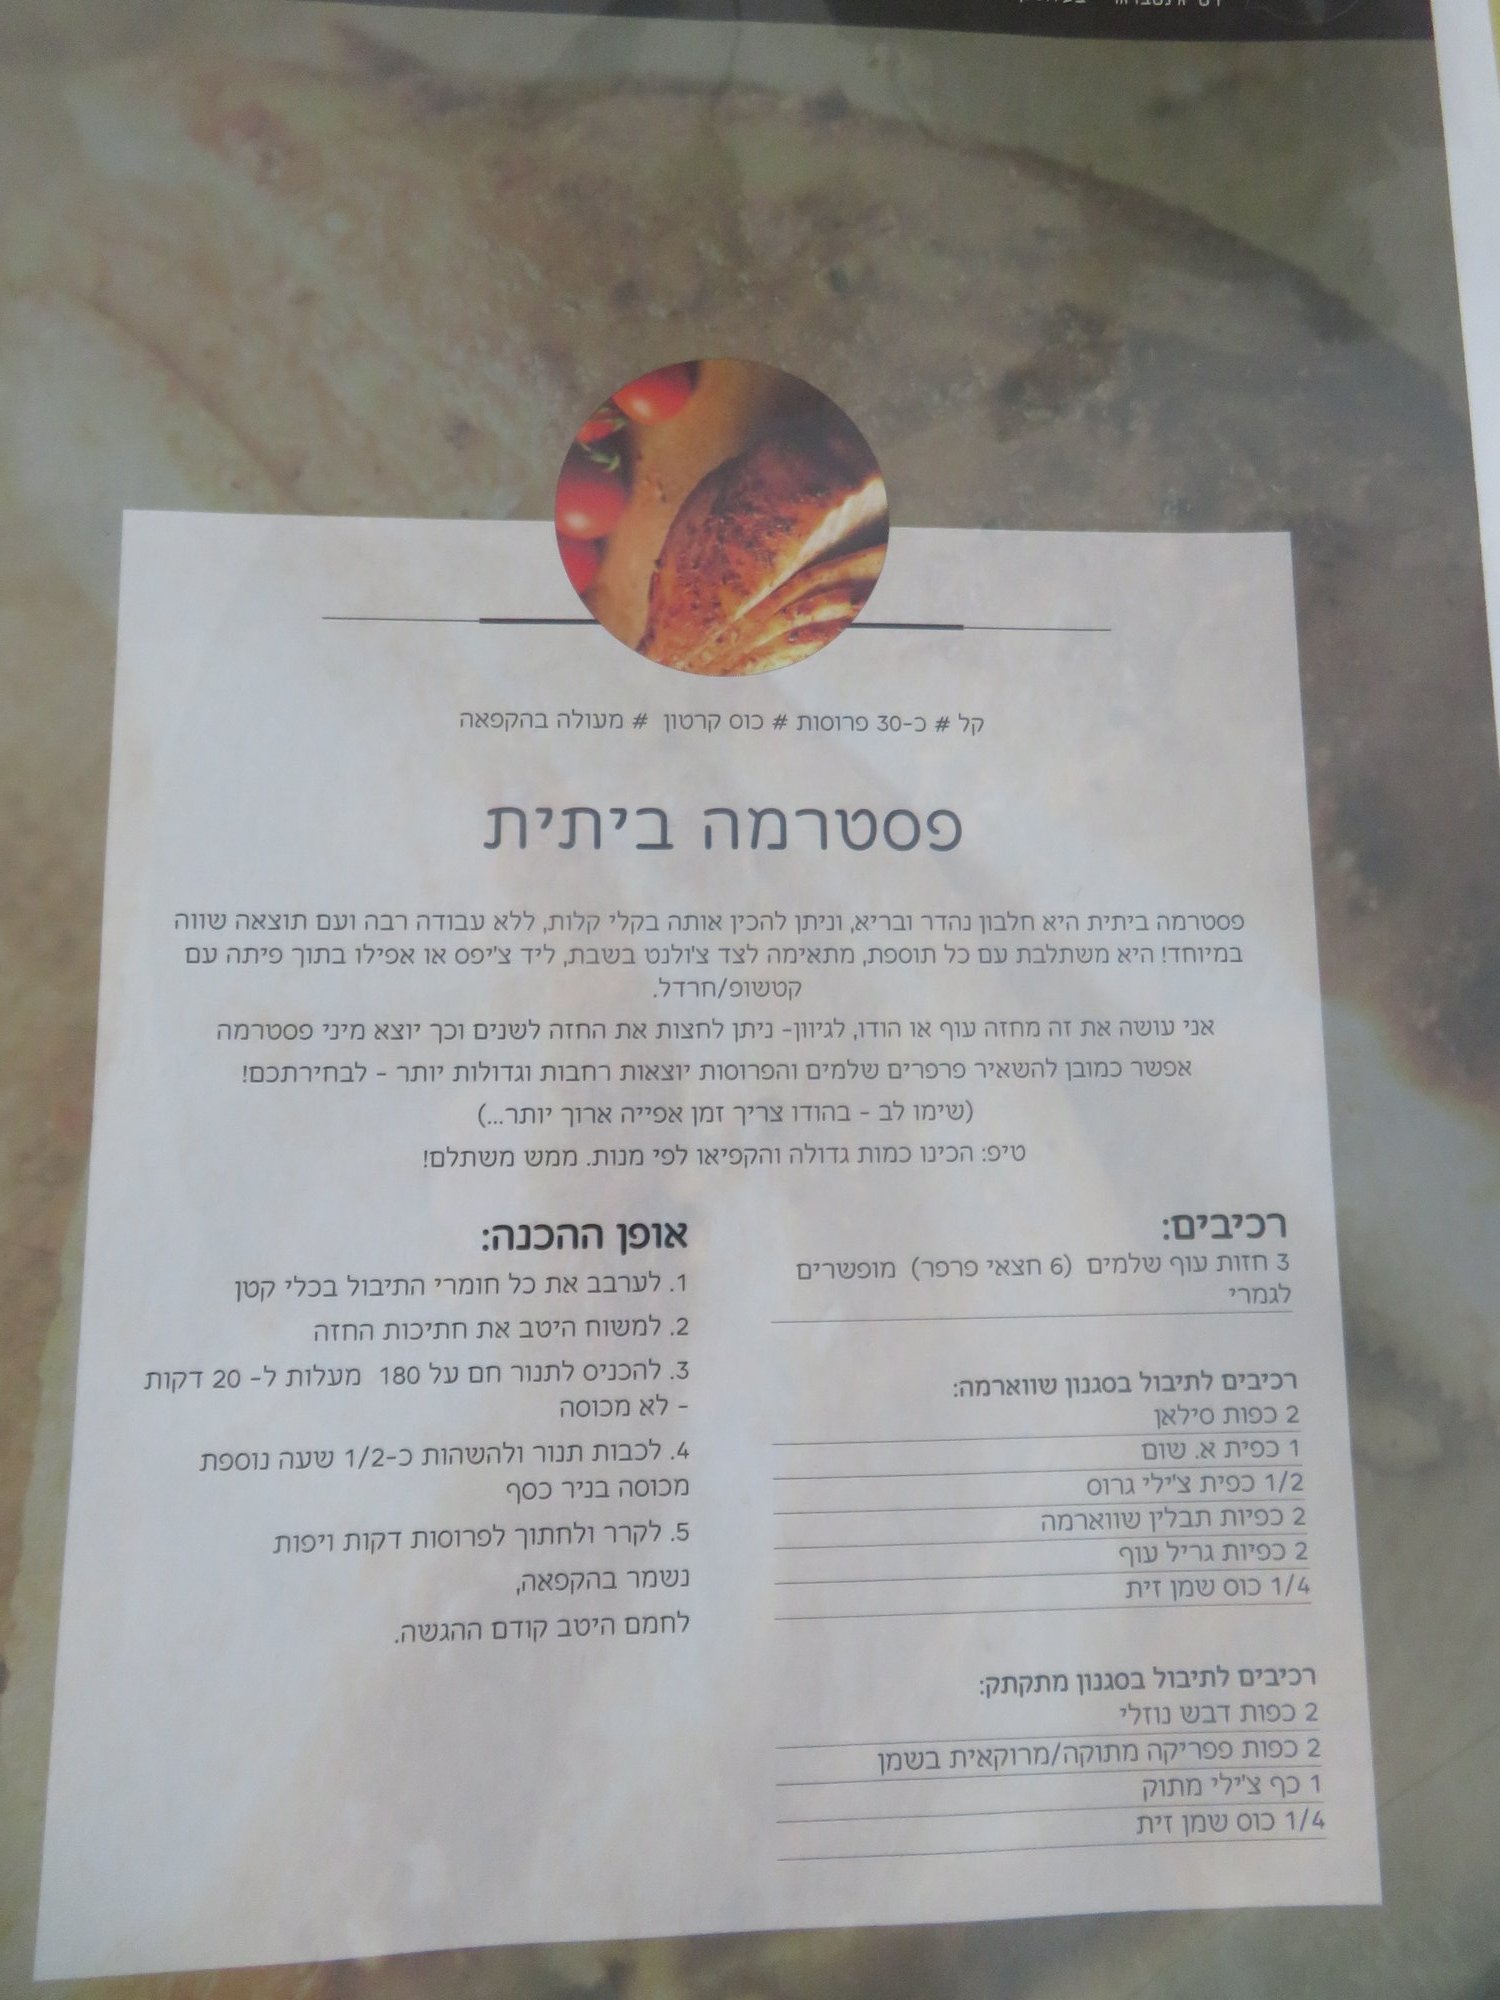 קל # כ-30 פרוסות # כוס קרטון # מעולה בהקפאה
פסטרמה ביתית
פסטרמה ביתית היא חלבון נהדר ובריא, וניתן להכין אותה בקלי קלות, ללא עבודה רבה ועם תוצאה שווה
במיוחד! היא משתלבת עם כל תוספת, מתאימה לצד צ'ולנט בשבת, ליד צ'יפס או אפילו בתוך פיתה עם
קטשופ/חרדל.
אני עושה את זה מחזה עוף או הודו, לגיוון- ניתן לחצות את החזה לשנים וכך יוצא מיני פסטרמה
אפשר כמובן להשאיר פרפרים שלמים והפרוסות יוצאות רחבות וגדולות יותר - לבחירתכם!
(שימו לב - בהודו צריך זמן אפייה ארוך יותר...)
טיפ: הכינו כמות גדולה והקפיאו לפי מנות. ממש משתלם!
רכיבים:
3 חזות עוף שלמים (6 חצאי פרפר) מופשרים
לגמרי
רכיבים לתיבול בסגנון שווארמה:
2 כפות סילאן
1 כפית א. שום
1/2 כפית צ'ילי גרוס
2 כפיות תבלין שווארמה
2 כפיות גריל עוף
1/4 כוס שמן זית
רכיבים לתיבול בסגנון מתקתק:
2 כפות דבש נוזלי
2 כפות פפריקה מתוקה/מרוקאית בשמן
1 כף צ'ילי מתוק
1/4 כוס שמן זית
אופן ההכנה:
1. לערבב את כל חומרי התיבול בכלי קטן
2. למשוח היטב את חתיכות החזה
3. להכניס לתנור חם על 180 מעלות ל- 20 דקות
- לא מכוסה
4. לכבות תנור ולהשהות כ-1/2 שעה נוספת
מכוסה בניר כסף
5. לקרר ולחתוך לפרוסות דקות ויפות
נשמר בהקפאה,
לחמם היטב קודם ההגשה.